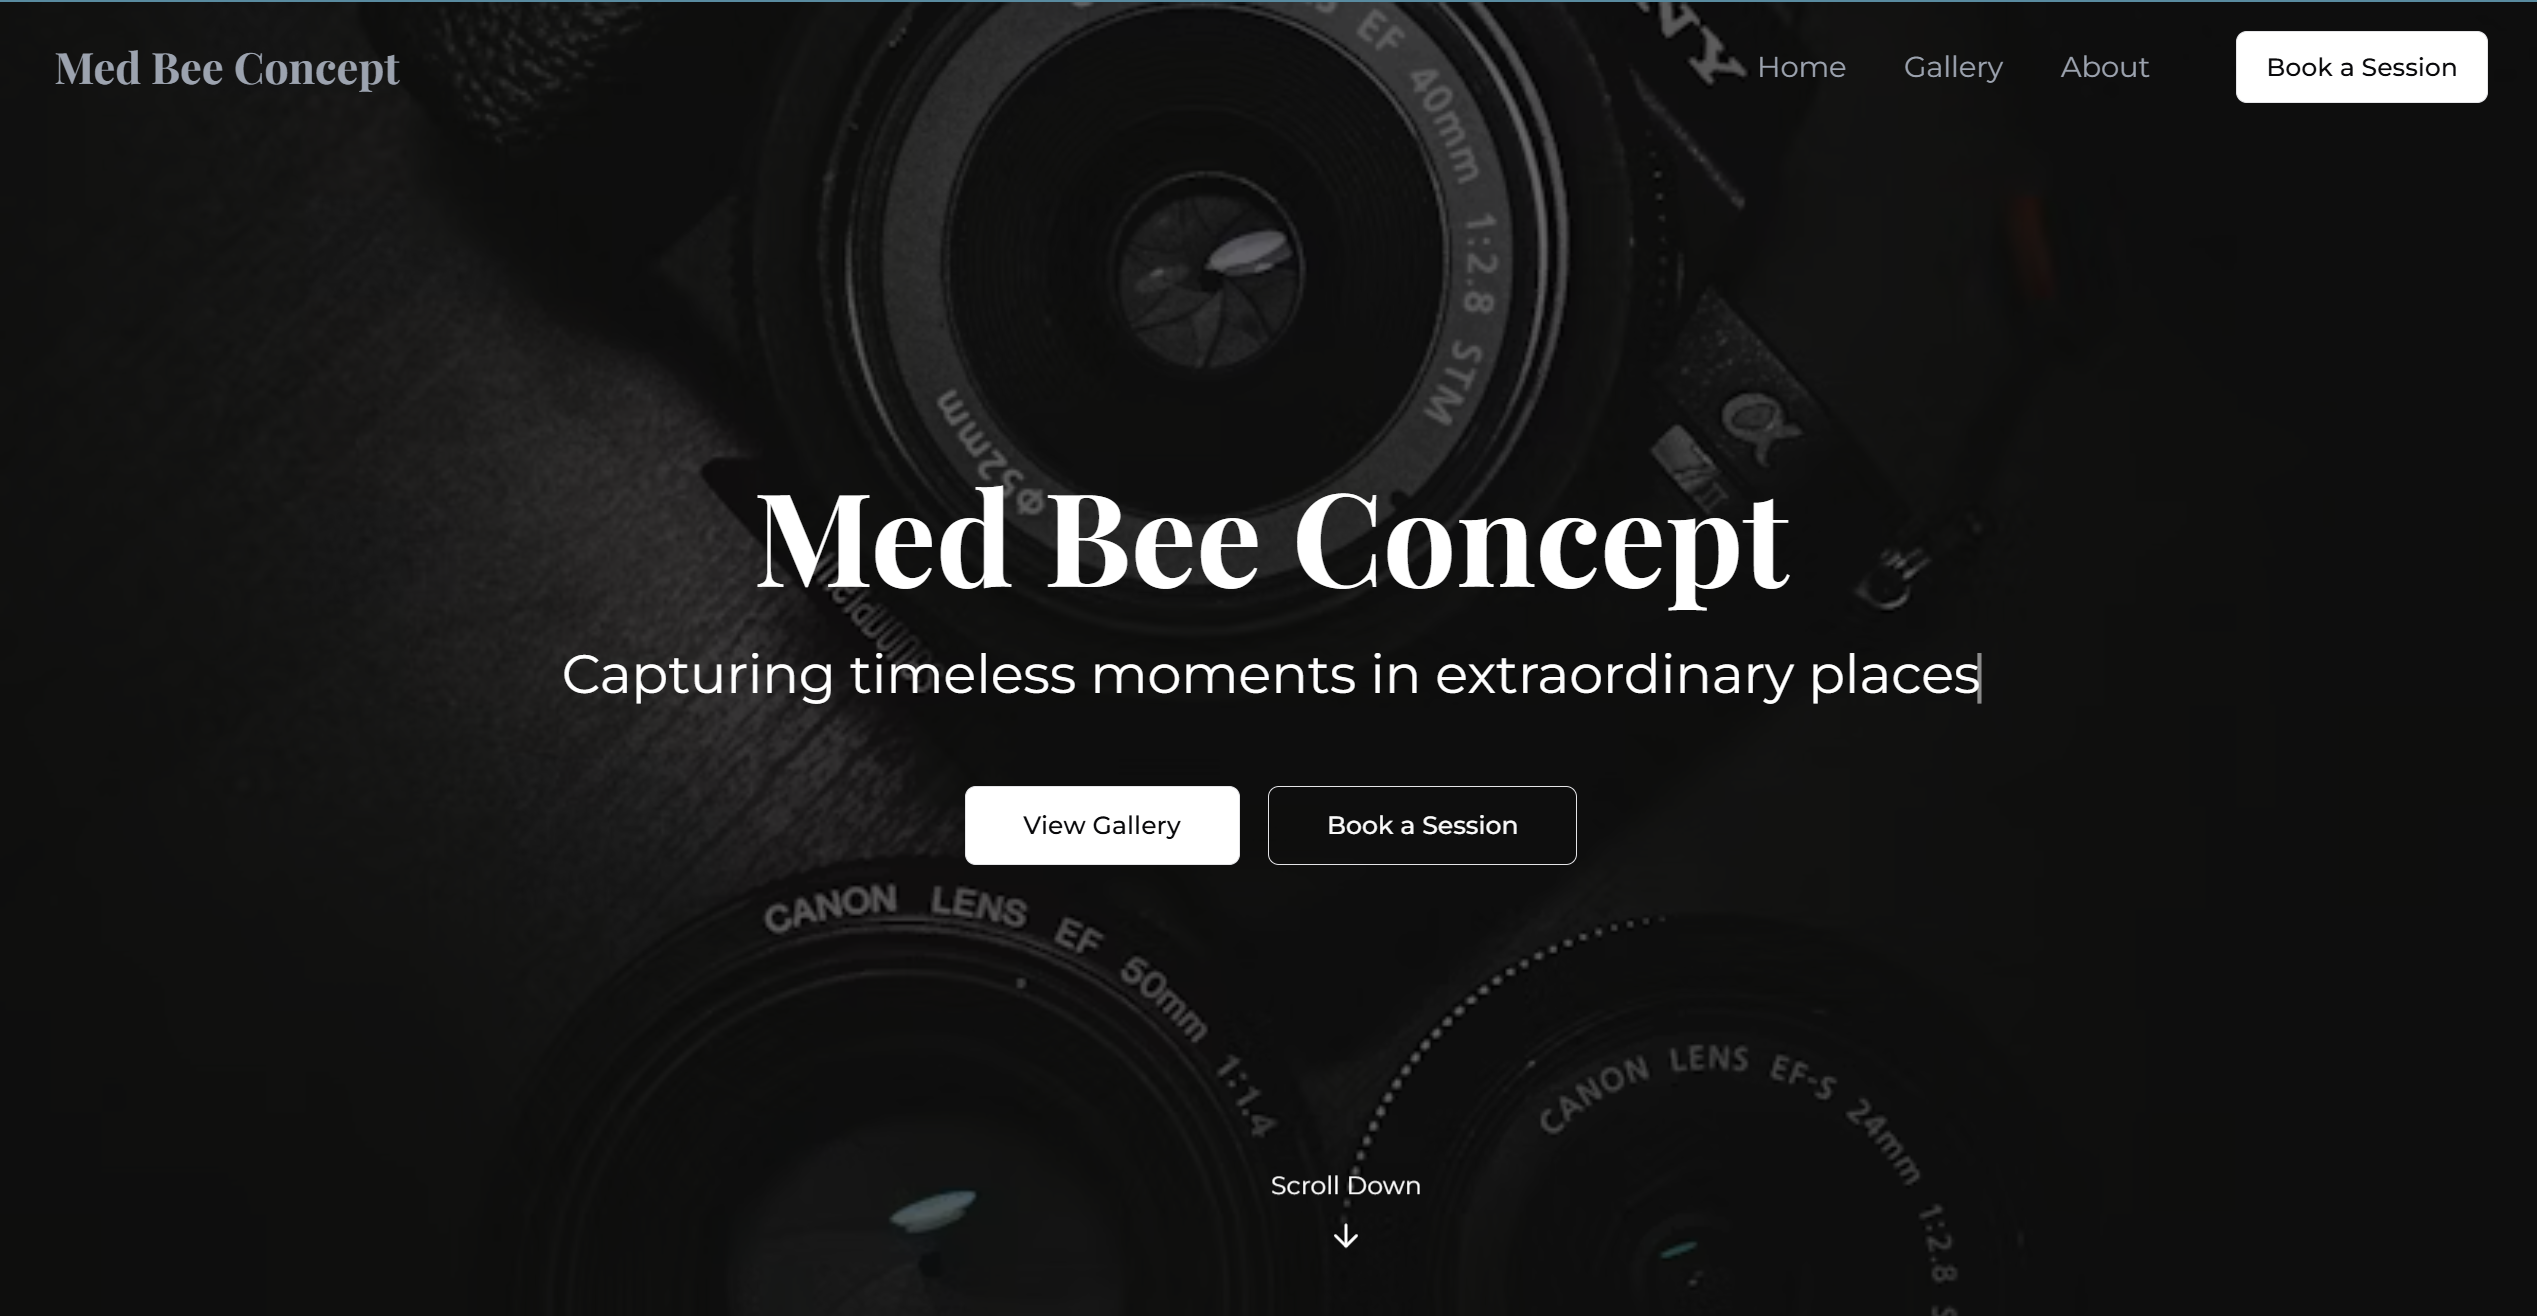 Med Bee Concept
Home
Gallery
About
Book a Session
EF 40mm 1:2.8 STM
φ52mm
α
7II
Med Bee Concept
Capturing timeless moments in extraordinary places
View Gallery
Book a Session
CANON LENS EF 50mm 1:1.4
CANON LENS EF-S 24mm 1:2.8
Scroll Down